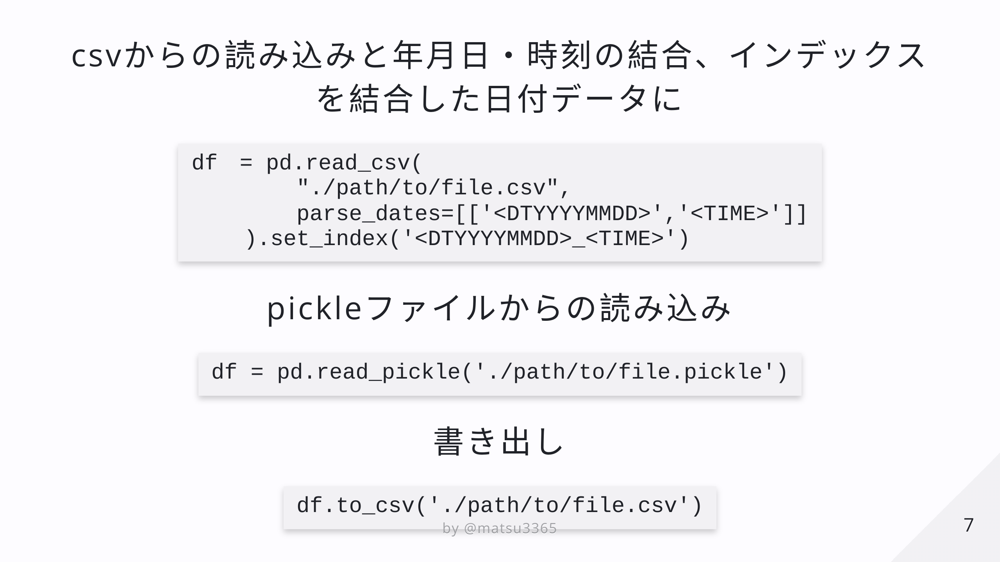 csvからの読み込みと年月日・時刻の結合、インデックス
を結合した日付データに
df  = pd.read_csv(
        "./path/to/file.csv",
        parse_dates=[['<DTYYYYMMDD>','<TIME>']]
    ).set_index('<DTYYYYMMDD>_<TIME>')
pickleファイルからの読み込み
df = pd.read_pickle('./path/to/file.pickle')
書き出し
df.to_csv('./path/to/file.csv')
by @matsu3365
7